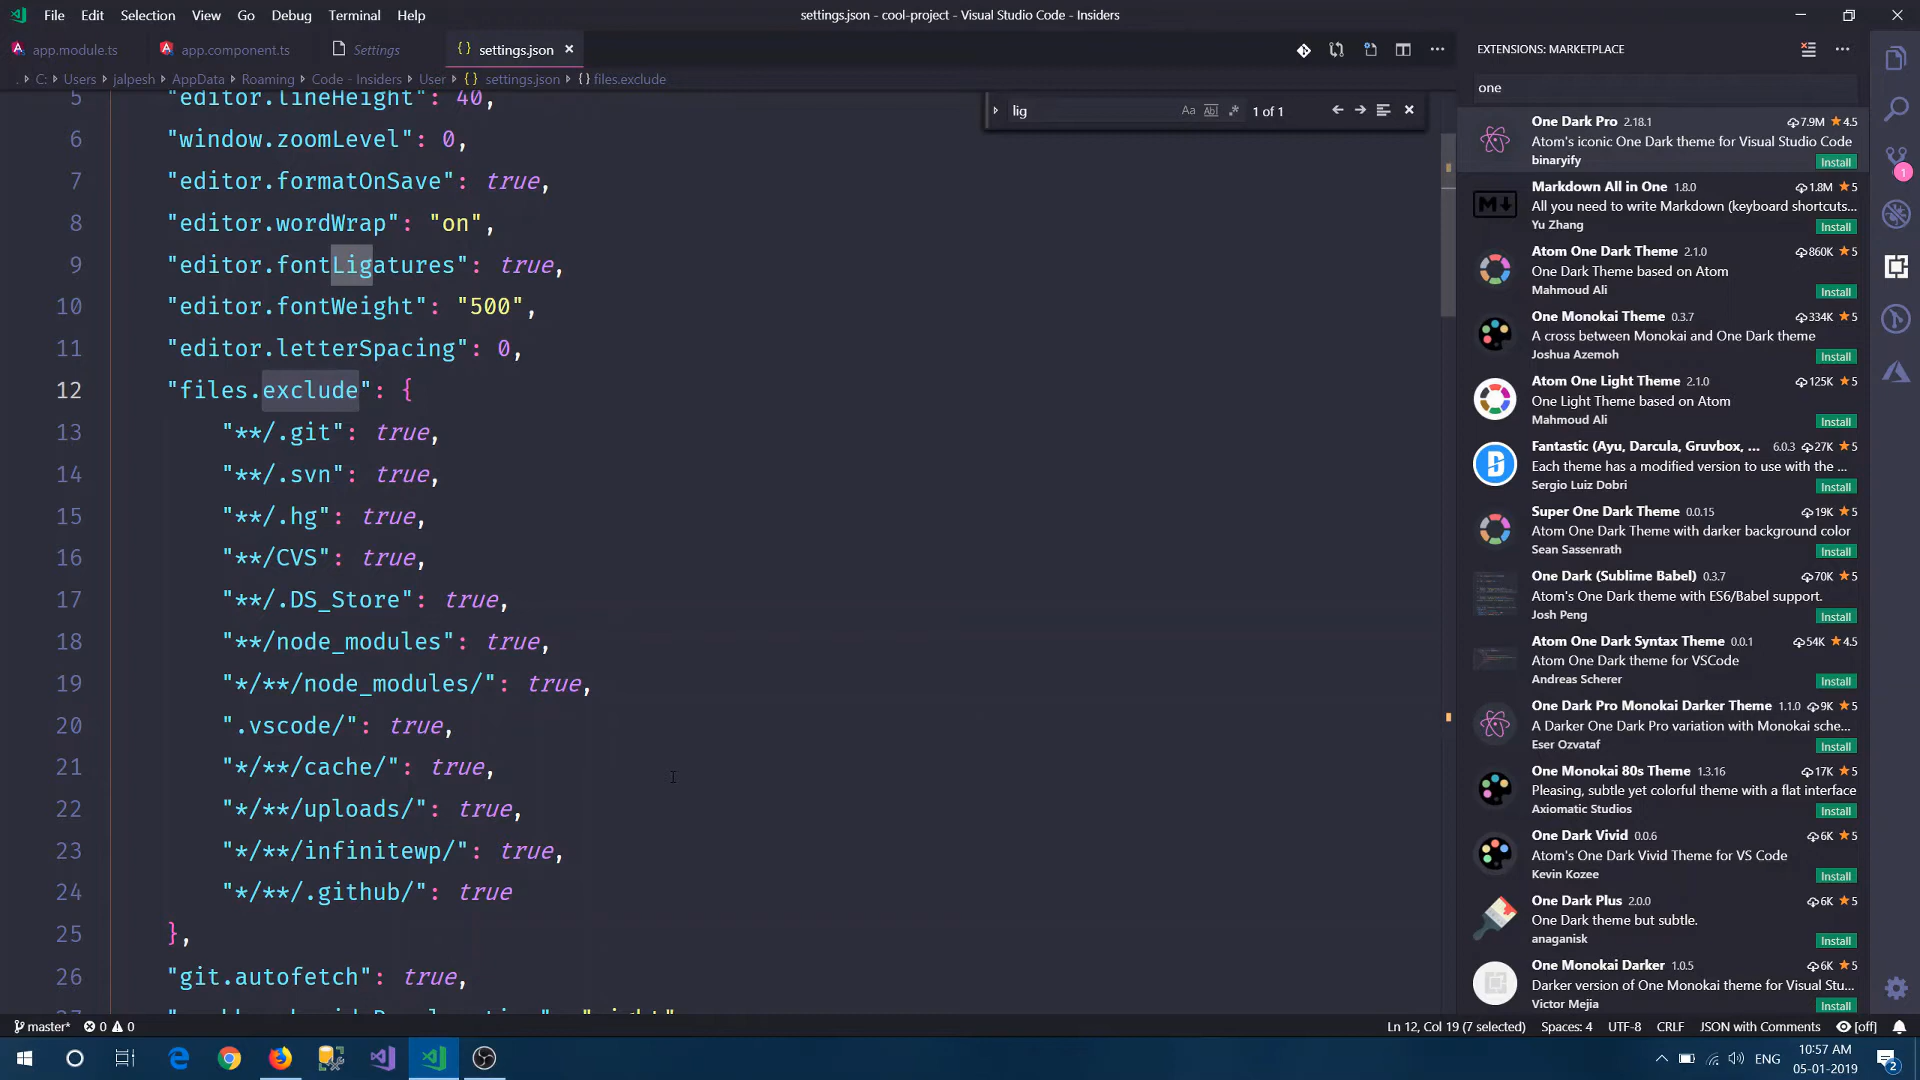 File Edit Selection View Go Debug Terminal Help
settings.json - cool-project - Visual Studio Code - Insiders
app.module.ts app.component.ts Settings settings.json
. > C: > Users > jalpesh > AppData > Roaming > Code - Insiders > User > {} settings.json > {} files.exclude
lig Aa Abl .* 1 of 1
5 "editor.lineHeight": 40,
6 "window.zoomLevel": 0,
7 "editor.formatOnSave": true,
8 "editor.wordWrap": "on",
9 "editor.fontLigatures": true,
10 "editor.fontWeight": "500",
11 "editor.letterSpacing": 0,
12 "files.exclude": {
13 "**/.git": true,
14 "**/.svn": true,
15 "**/.hg": true,
16 "**/CVS": true,
17 "**/.DS_Store": true,
18 "**/node_modules": true,
19 "*/**/node_modules/": true,
20 ".vscode/": true,
21 "*/**/cache/": true,
22 "*/**/uploads/": true,
23 "*/**/infinitewp/": true,
24 "*/**/.github/": true
25 },
26 "git.autofetch": true,
EXTENSIONS: MARKETPLACE
one
One Dark Pro 2.18.1 7.9M 4.5
Atom's iconic One Dark theme for Visual Studio Code
binaryify Install
Markdown All in One 1.8.0 1.8M 5
All you need to write Markdown (keyboard shortcuts...
Yu Zhang Install
Atom One Dark Theme 2.1.0 860K 5
One Dark Theme based on Atom
Mahmoud Ali Install
One Monokai Theme 0.3.7 334K 5
A cross between Monokai and One Dark theme
Joshua Azemoh Install
Atom One Light Theme 2.1.0 125K 5
One Light Theme based on Atom
Mahmoud Ali Install
Fantastic (Ayu, Darcula, Gruvbox, ... 6.0.3 27K 5
Each theme has a modified version to use with the ...
Sergio Luiz Dobri Install
Super One Dark Theme 0.0.15 19K 5
Atom One Dark Theme with darker background color
Sean Sassenrath Install
One Dark (Sublime Babel) 0.3.7 70K 5
Atom's One Dark theme with ES6/Babel support.
Josh Peng Install
Atom One Dark Syntax Theme 0.0.1 54K 4.5
Atom One Dark theme for VSCode
Andreas Scherer Install
One Dark Pro Monokai Darker Theme 1.1.0 9K 5
A Darker One Dark Pro variation with Monokai sche...
Eser Ozvataf Install
One Monokai 80s Theme 1.3.16 17K 5
Pleasing, subtle yet colorful theme with a flat interface
Axiomatic Studios Install
One Dark Vivid 0.0.6 6K 5
Atom's One Dark Vivid Theme for VS Code
Kevin Kozee Install
One Dark Plus 2.0.0 6K 5
One Dark theme but subtle.
anaganisk Install
One Monokai Darker 1.0.5 6K 5
Darker version of One Monokai theme for Visual Stu...
Victor Mejia Install
1
master* 0 0 Ln 12, Col 19 (7 selected) Spaces: 4 UTF-8 CRLF JSON with Comments [off]
ENG 10:57 AM
05-01-2019 2